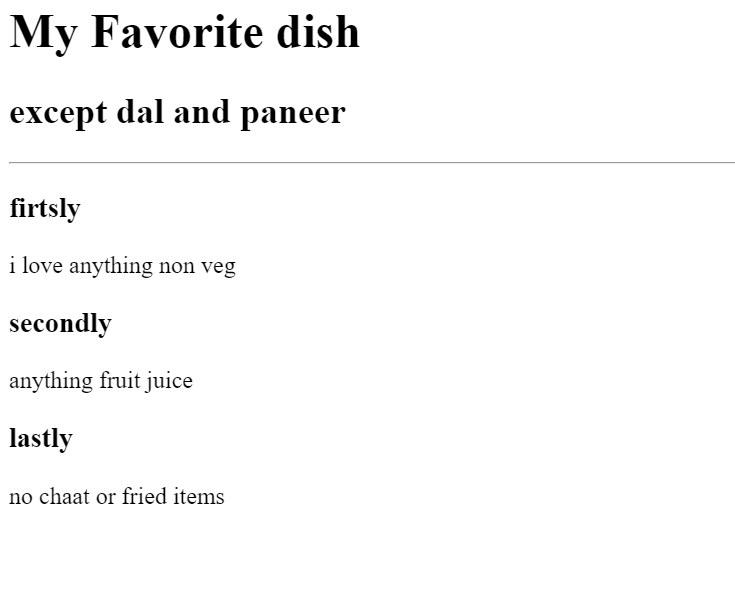 My Favorite dish
except dal and paneer
firtsly
i love anything non veg
secondly
anything fruit juice
lastly
no chaat or fried items